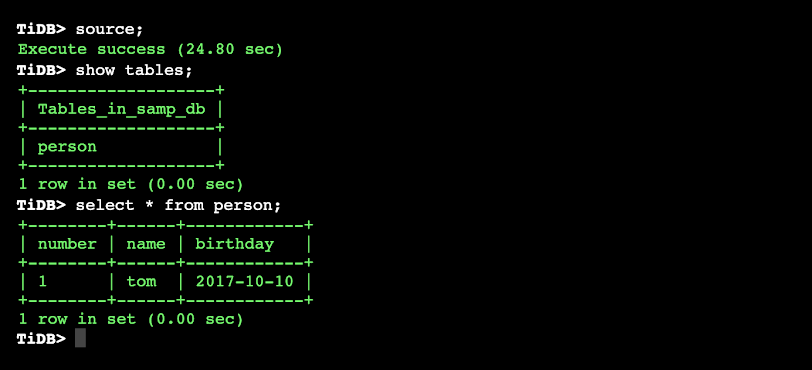 TiDB> source;
Execute success (24.80 sec)
TiDB> show tables;
+-------------------+
| Tables_in_samp_db |
+-------------------+
| person            |
+-------------------+
1 row in set (0.00 sec)
TiDB> select * from person;
+--------+------+------------+
| number | name | birthday   |
+--------+------+------------+
| 1      | tom  | 2017-10-10 |
+--------+------+------------+
1 row in set (0.00 sec)
TiDB>